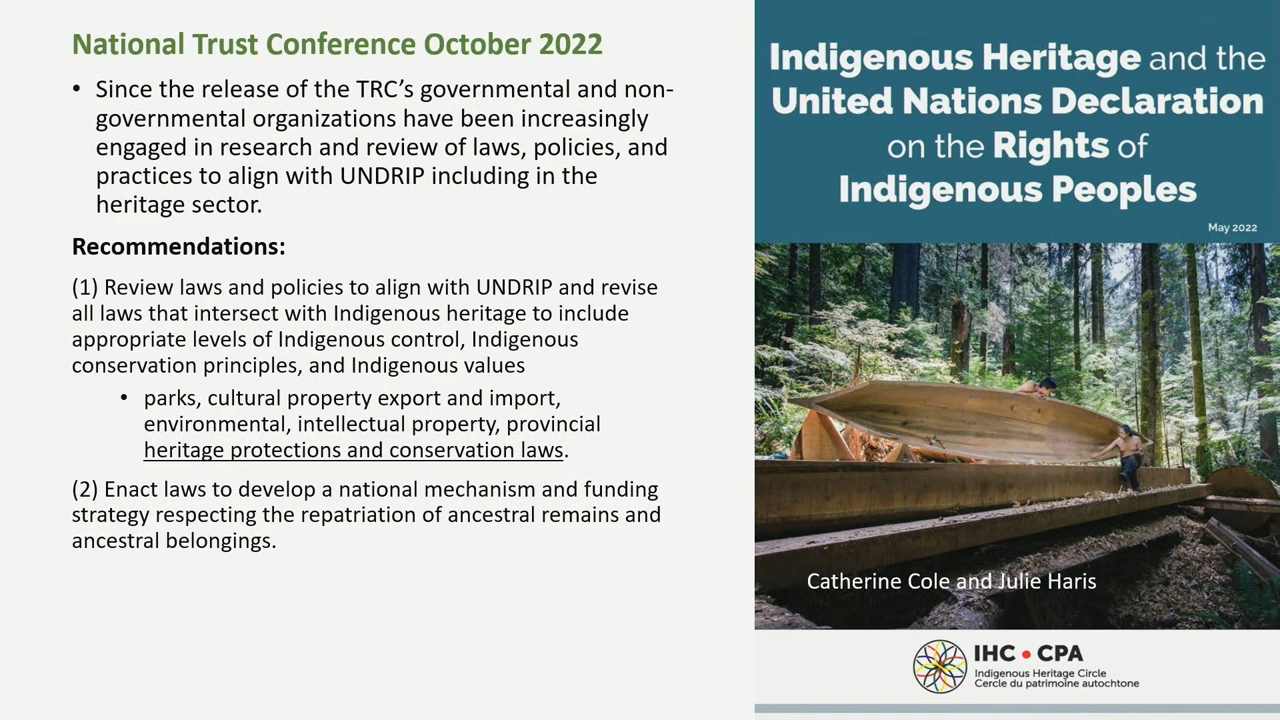 National Trust Conference October 2022
• Since the release of the TRC's governmental and non-
governmental organizations have been increasingly
engaged in research and review of laws, policies, and
practices to align with UNDRIP including in the
heritage sector.
Recommendations:
(1) Review laws and policies to align with UNDRIP and revise
all laws that intersect with Indigenous heritage to include
appropriate levels of Indigenous control, Indigenous
conservation principles, and Indigenous values
• parks, cultural property export and import,
environmental, intellectual property, provincial
heritage protections and conservation laws.
(2) Enact laws to develop a national mechanism and funding
strategy respecting the repatriation of ancestral remains and
ancestral belongings.
Indigenous Heritage and the
United Nations Declaration
on the Rights of
Indigenous Peoples
May 2022
Catherine Cole and Julie Haris
IHC • CPA
Indigenous Heritage Circle
Cercle du patrimoine autochtone